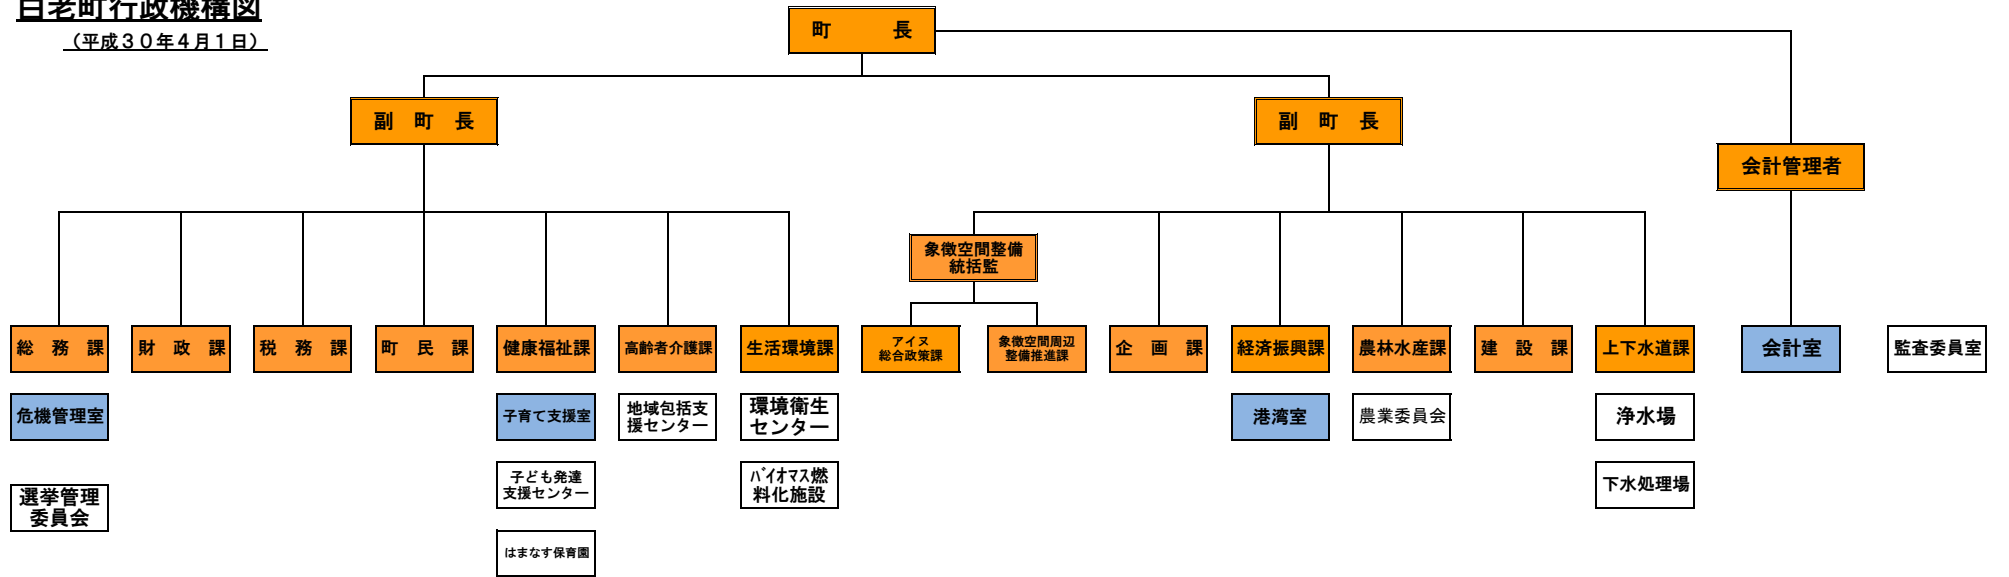 白老町行政機構図
（平成３０年４月１日）
町　　長
副　町　長
副　町　長
会計管理者
象徴空間整備
統括監
総　務　課
財　政　課
税　務　課
町　民　課
健康福祉課
高齢者介護課
生活環境課
アイヌ
総合政策課
象徴空間周辺
整備推進課
企　画　課
経済振興課
農林水産課
建　設　課
上下水道課
会計室
監査委員室
危機管理室
子育て支援室
地域包括支
援センター
環境衛生
センター
港湾室
農業委員会
浄水場
選挙管理
委員会
子ども発達
支援センター
ﾊﾞｲｵﾏｽ燃
料化施設
下水処理場
はまなす保育園